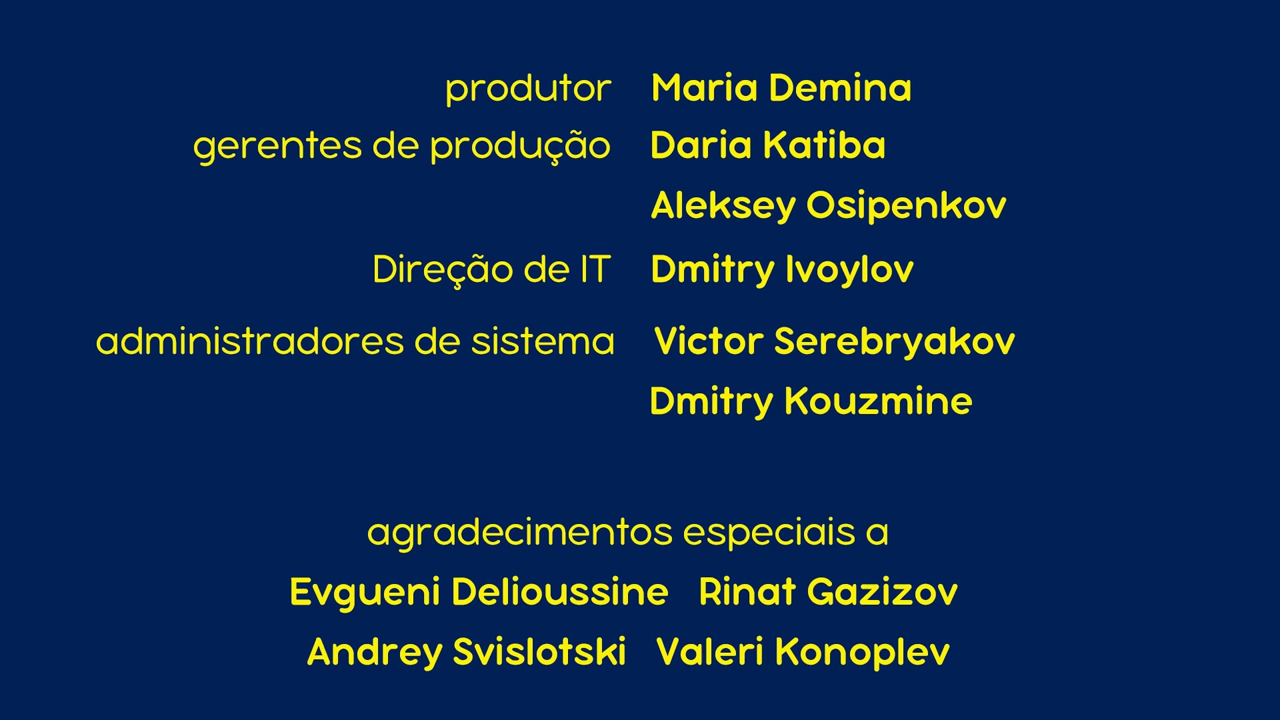 produtor Maria Demina
gerentes de produção Daria Katiba
Aleksey Osipenkov
Direção de IT Dmitry Ivoylov
administradores de sistema Victor Serebryakov
Dmitry Kouzmine
agradecimentos especiais a
Evgueni Delioussine Rinat Gazizov
Andrey Svislotski Valeri Konoplev